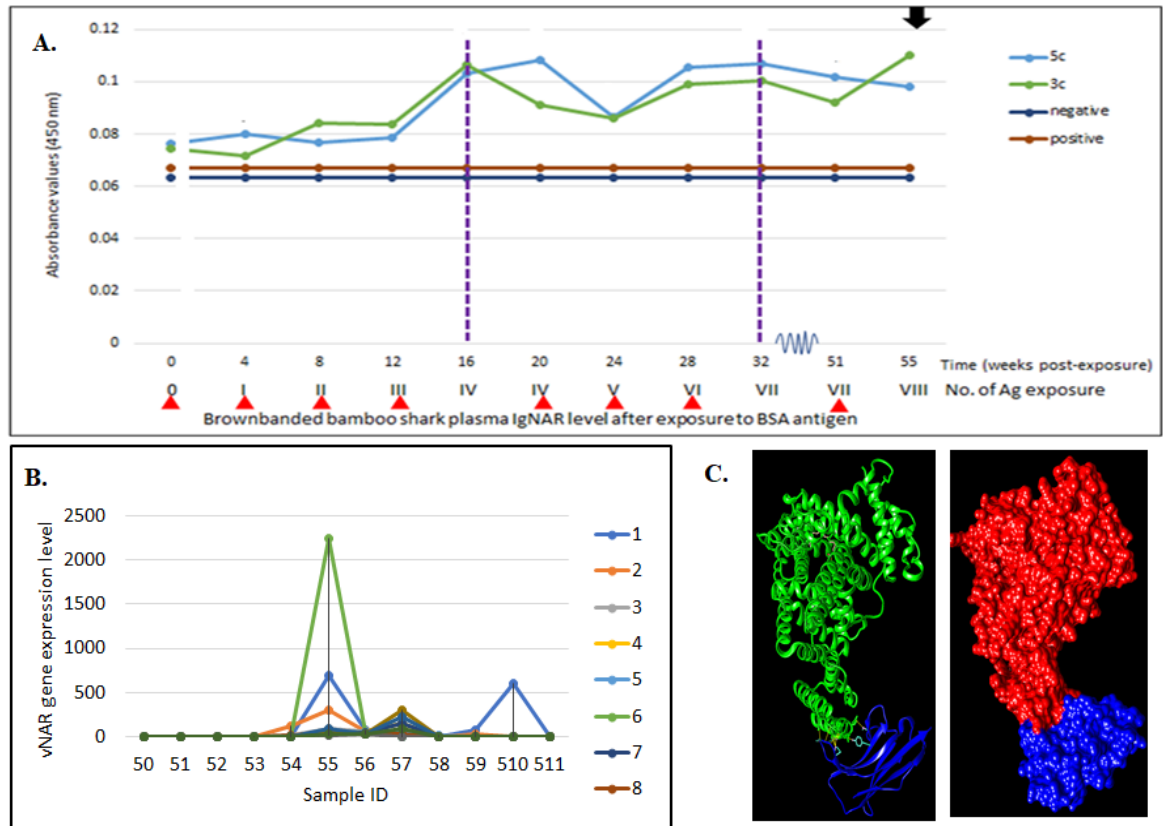 A.
Absorbance values (450 nm)
0.12
0.1
0.08
0.06
0.04
0.02
0
5c
3c
negative
positive
0 4 8 12 16 20 24 28 32 51 55 Time (weeks post-exposure)
0 I II III IV IV V VI VII VII VIII No. of Ag exposure
Brownbanded bamboo shark plasma IgNAR level after exposure to BSA antigen
B.
vNAR gene expression level
2500
2000
1500
1000
500
0
50 51 52 53 54 55 56 57 58 59 510 511
Sample ID
1
2
3
4
5
6
7
8
C.